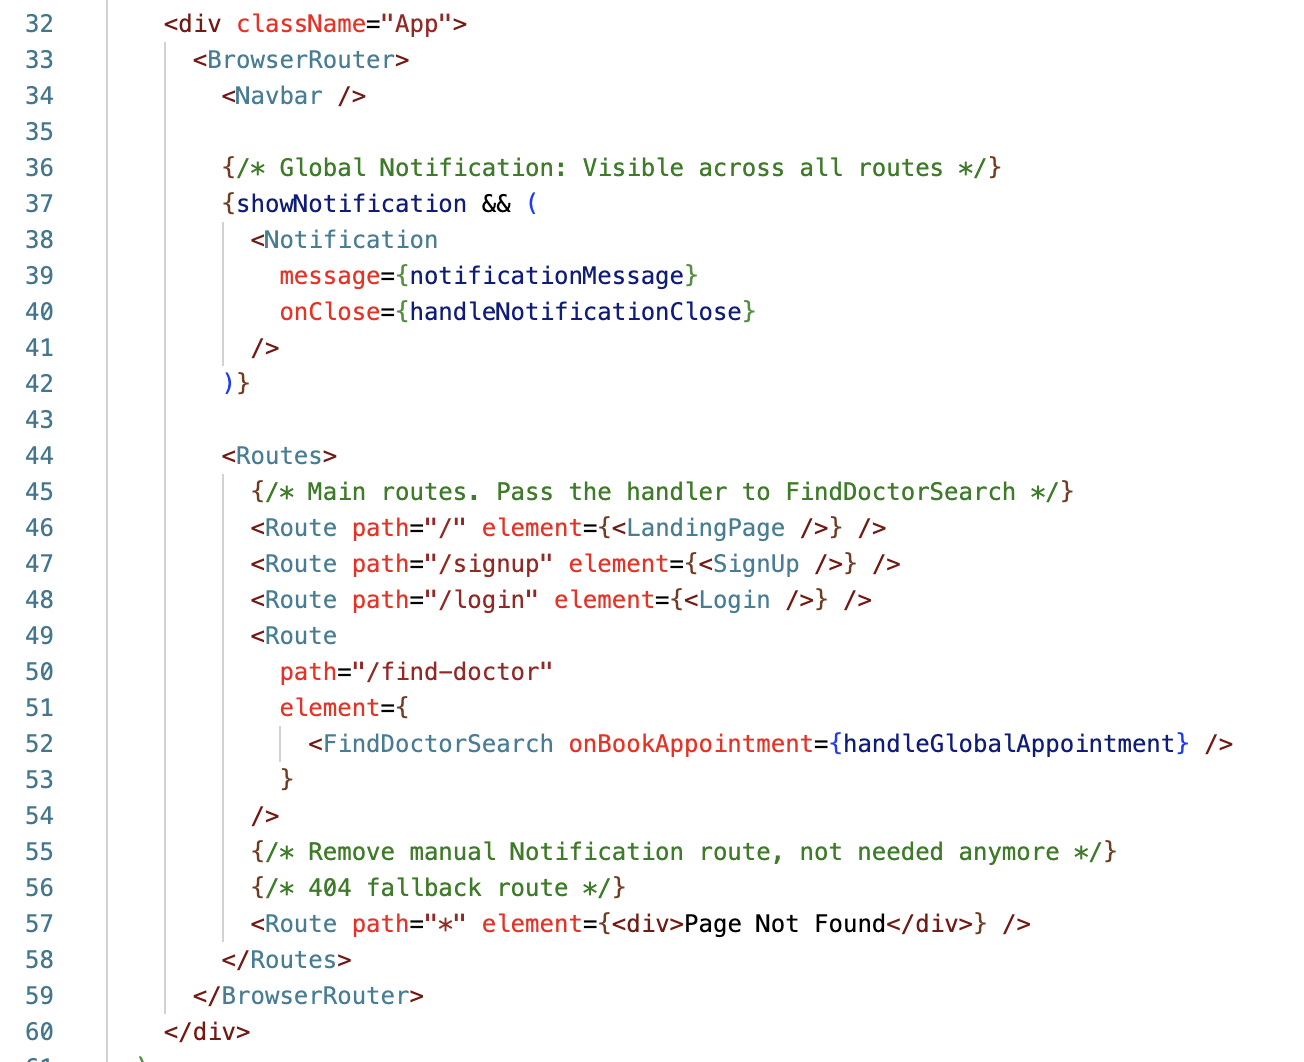 32 <div className="App">
33 <BrowserRouter>
34 <Navbar />
35
36 {/* Global Notification: Visible across all routes */}
37 {showNotification && (
38 <Notification
39 message={notificationMessage}
40 onClose={handleNotificationClose}
41 />
42 )}
43
44 <Routes>
45 {/* Main routes. Pass the handler to FindDoctorSearch */}
46 <Route path="/" element={<LandingPage />} />
47 <Route path="/signup" element={<SignUp />} />
48 <Route path="/login" element={<Login />} />
49 <Route
50 path="/find-doctor"
51 element={
52 <FindDoctorSearch onBookAppointment={handleGlobalAppointment} />
53 }
54 />
55 {/* Remove manual Notification route, not needed anymore */}
56 {/* 404 fallback route */}
57 <Route path="*" element={<div>Page Not Found</div>} />
58 </Routes>
59 </BrowserRouter>
60 </div>